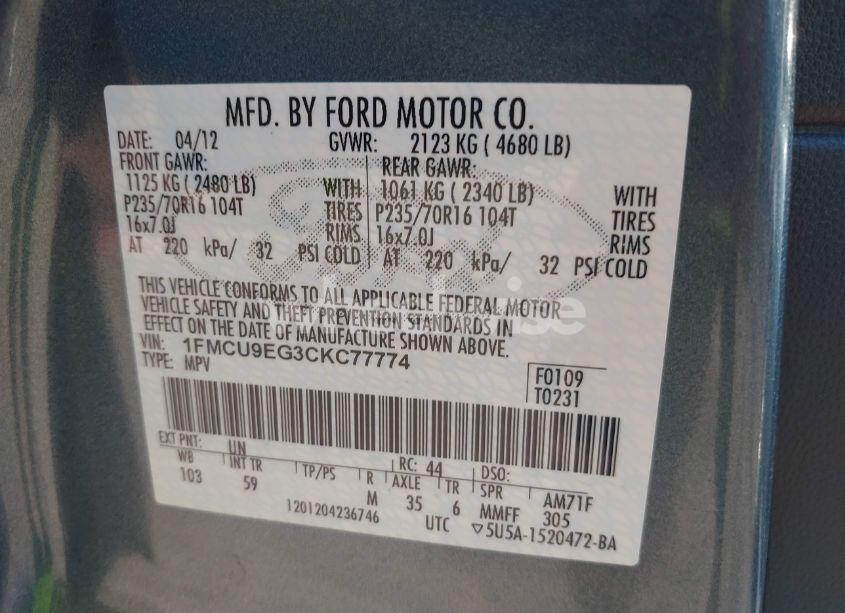 MFD. BY FORD MOTOR CO.
DATE: 04/12 GVWR: 2123 KG ( 4680 LB)
FRONT GAWR: REAR GAWR:
1125 KG ( 2480 LB) WITH 1061 KG ( 2340 LB) WITH
P235/70R16 104T TIRES P235/70R16 104T TIRES
16x7.0J RIMS 16x7.0J RIMS
AT 220 kPa/ 32 PSI COLD AT 220 kPa/ 32 PSI COLD
THIS VEHICLE CONFORMS TO ALL APPLICABLE FEDERAL MOTOR
VEHICLE SAFETY AND THEFT PREVENTION STANDARDS IN
EFFECT ON THE DATE OF MANUFACTURE SHOWN ABOVE.
VIN: 1FMCU9EG3CKC77774
TYPE: MPV
F0109
T0231
EXT PNT: UN RC: 44 DSO:
WB INT TR TP/PS R AXLE TR SPR AM71F
103 59 M 35 6 MMFF 305
1201204236746 UTC ▽5U5A-1520472-BA